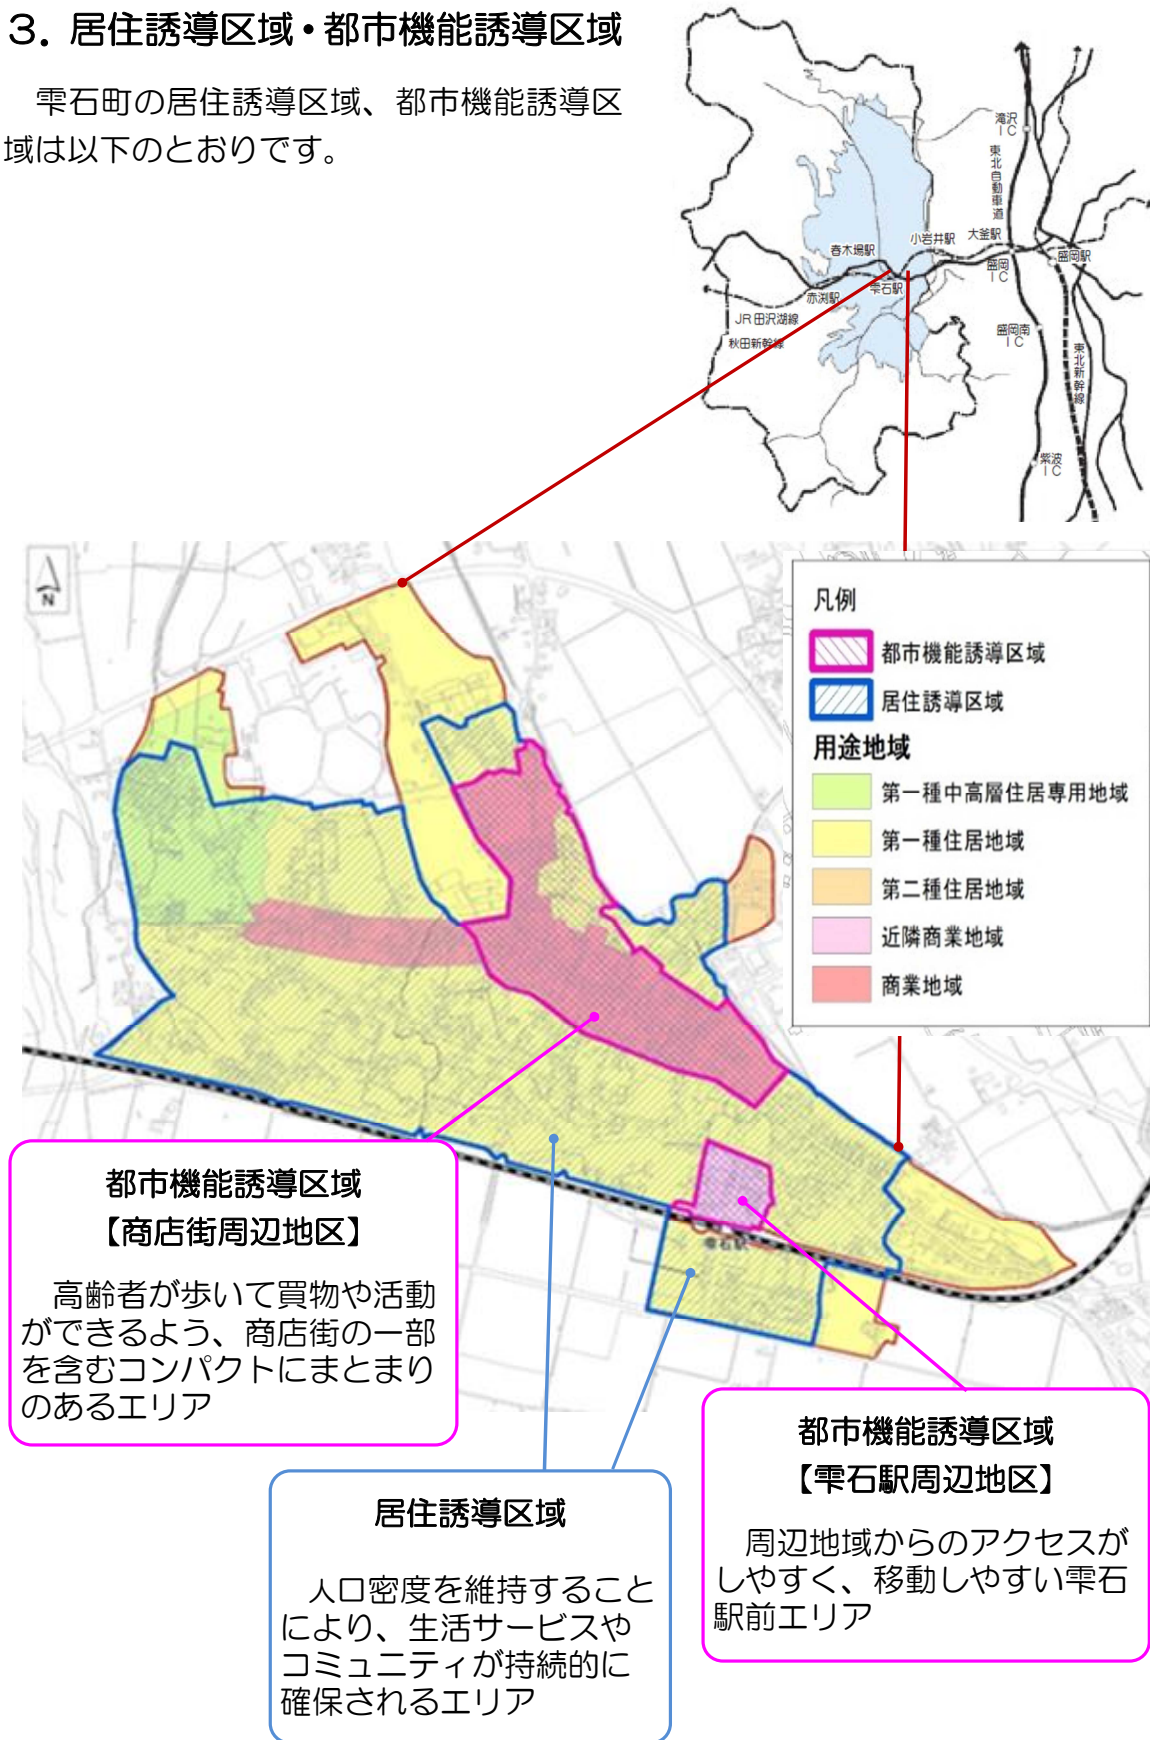 3．居住誘導区域・都市機能誘導区域
雫石町の居住誘導区域、都市機能誘導区
域は以下のとおりです。
滝沢
IC
東北自動車道
大釜駅
小岩井駅
春木場駅
盛岡駅
盛岡
IC
雫石駅
赤渕駅
JR田沢湖線
秋田新幹線
盛岡南
IC
東北新幹線
紫波
IC
N
凡例
都市機能誘導区域
居住誘導区域
用途地域
第一種中高層住居専用地域
第一種住居地域
第二種住居地域
近隣商業地域
商業地域
雫石駅
都市機能誘導区域
【商店街周辺地区】
高齢者が歩いて買物や活動
ができるよう、商店街の一部
を含むコンパクトにまとまり
のあるエリア
都市機能誘導区域
【雫石駅周辺地区】
周辺地域からのアクセスが
しやすく、移動しやすい雫石
駅前エリア
居住誘導区域
人口密度を維持すること
により、生活サービスや
コミュニティが持続的に
確保されるエリア